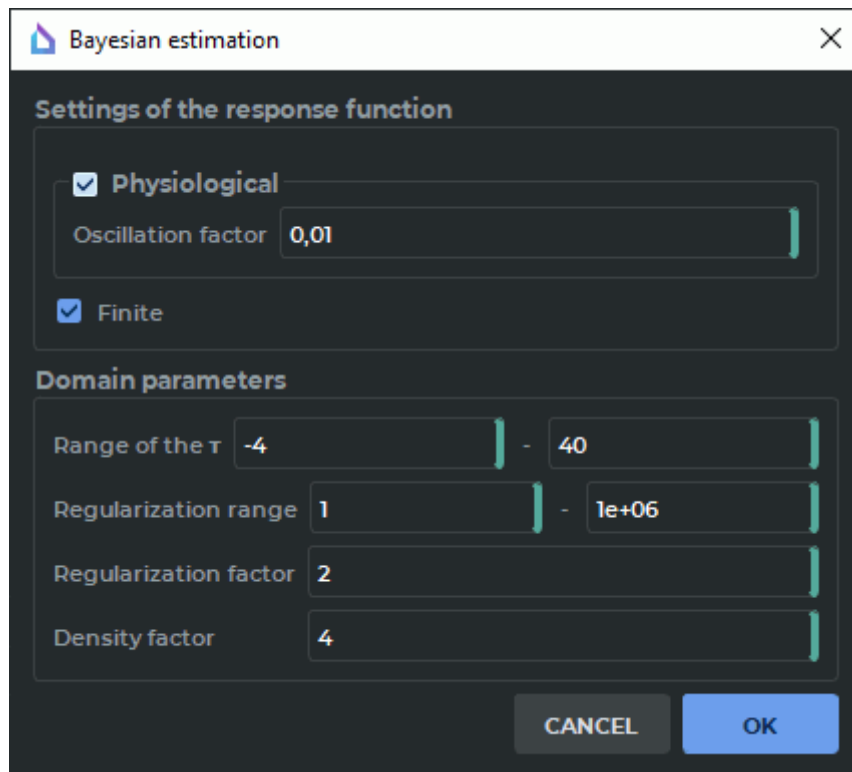 Bayesian estimation
Settings of the response function
Physiological
Oscillation factor 0,01
Finite
Domain parameters
Range of the τ -4 - 40
Regularization range 1 - 1e+06
Regularization factor 2
Density factor 4
CANCEL OK